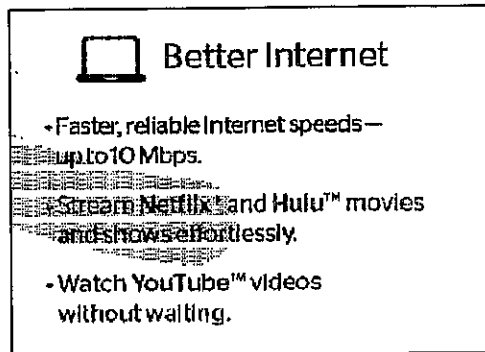 Better Internet
• Faster, reliable Internet speeds—
up to 10 Mbps.
• Stream Netflix® and Hulu™ movies
and shows effortlessly.
• Watch YouTube™ videos
without waiting.